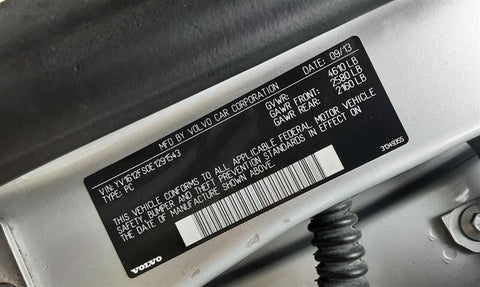 MFD BY VOLVO CAR CORPORATION
09/13
GVWR: 4610 LB
GAWR FRONT: 2580 LB
GAWR REAR: 2160 LB
VIN: YV1612FS0E1291543
TYPE: PC
THIS VEHICLE CONFORMS TO ALL APPLICABLE FEDERAL MOTOR VEHICLE
SAFETY, BUMPER AND THEFT PREVENTION STANDARDS IN EFFECT ON THE
DATE OF MANUFACTURE SHOWN ABOVE.
31349055
VOLVO